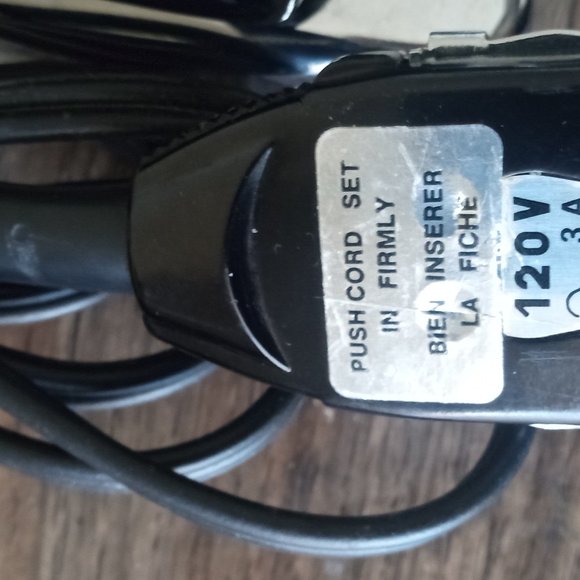 PUSH CORD SET
IN FIRMLY
BIEN INSERER
LA FICHE
120V
3A